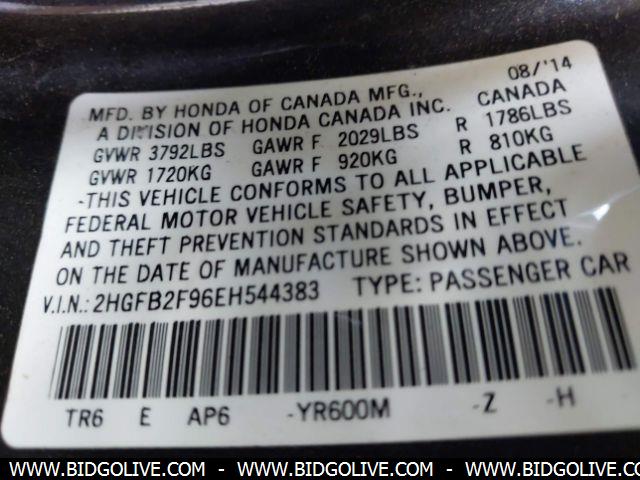 08/'14
MFD. BY HONDA OF CANADA MFG., CANADA
A DIVISION OF HONDA CANADA INC.
GVWR 3792LBS GAWR F 2029LBS R 1786LBS
GVWR 1720KG GAWR F 920KG R 810KG
-THIS VEHICLE CONFORMS TO ALL APPLICABLE
FEDERAL MOTOR VEHICLE SAFETY, BUMPER,
AND THEFT PREVENTION STANDARDS IN EFFECT
ON THE DATE OF MANUFACTURE SHOWN ABOVE.
V.I.N.: 2HGFB2F96EH544383 TYPE: PASSENGER CAR
TR6 E AP6 -YR600M -Z -H
WWW.BIDGOLIVE.COM - WWW.BIDGOLIVE.COM - WWW.BIDGOLIVE.COM